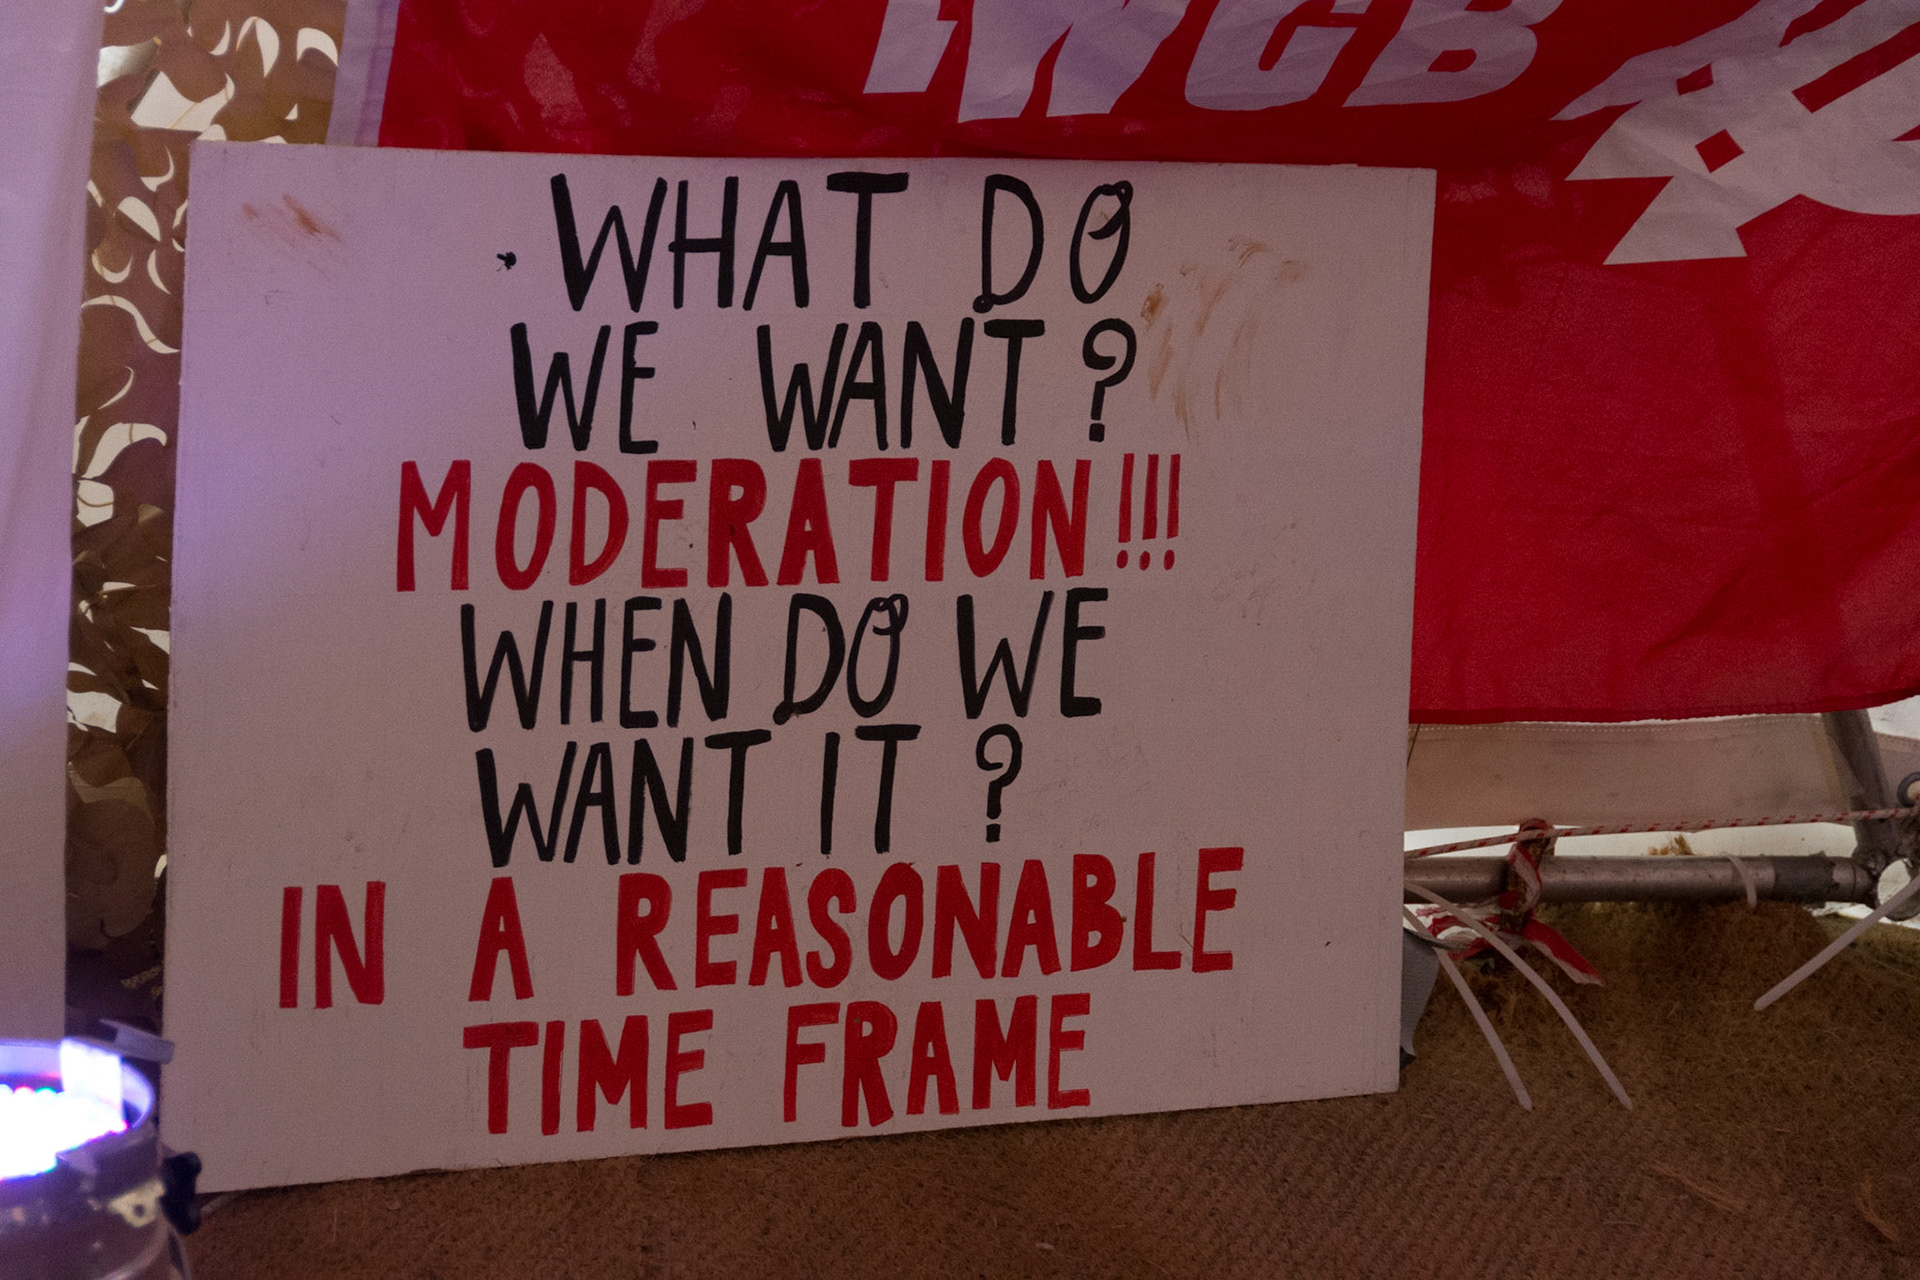 IWGB
WHAT DO
WE WANT?
MODERATION!!!
WHEN DO WE
WANT IT?
IN A REASONABLE
TIME FRAME